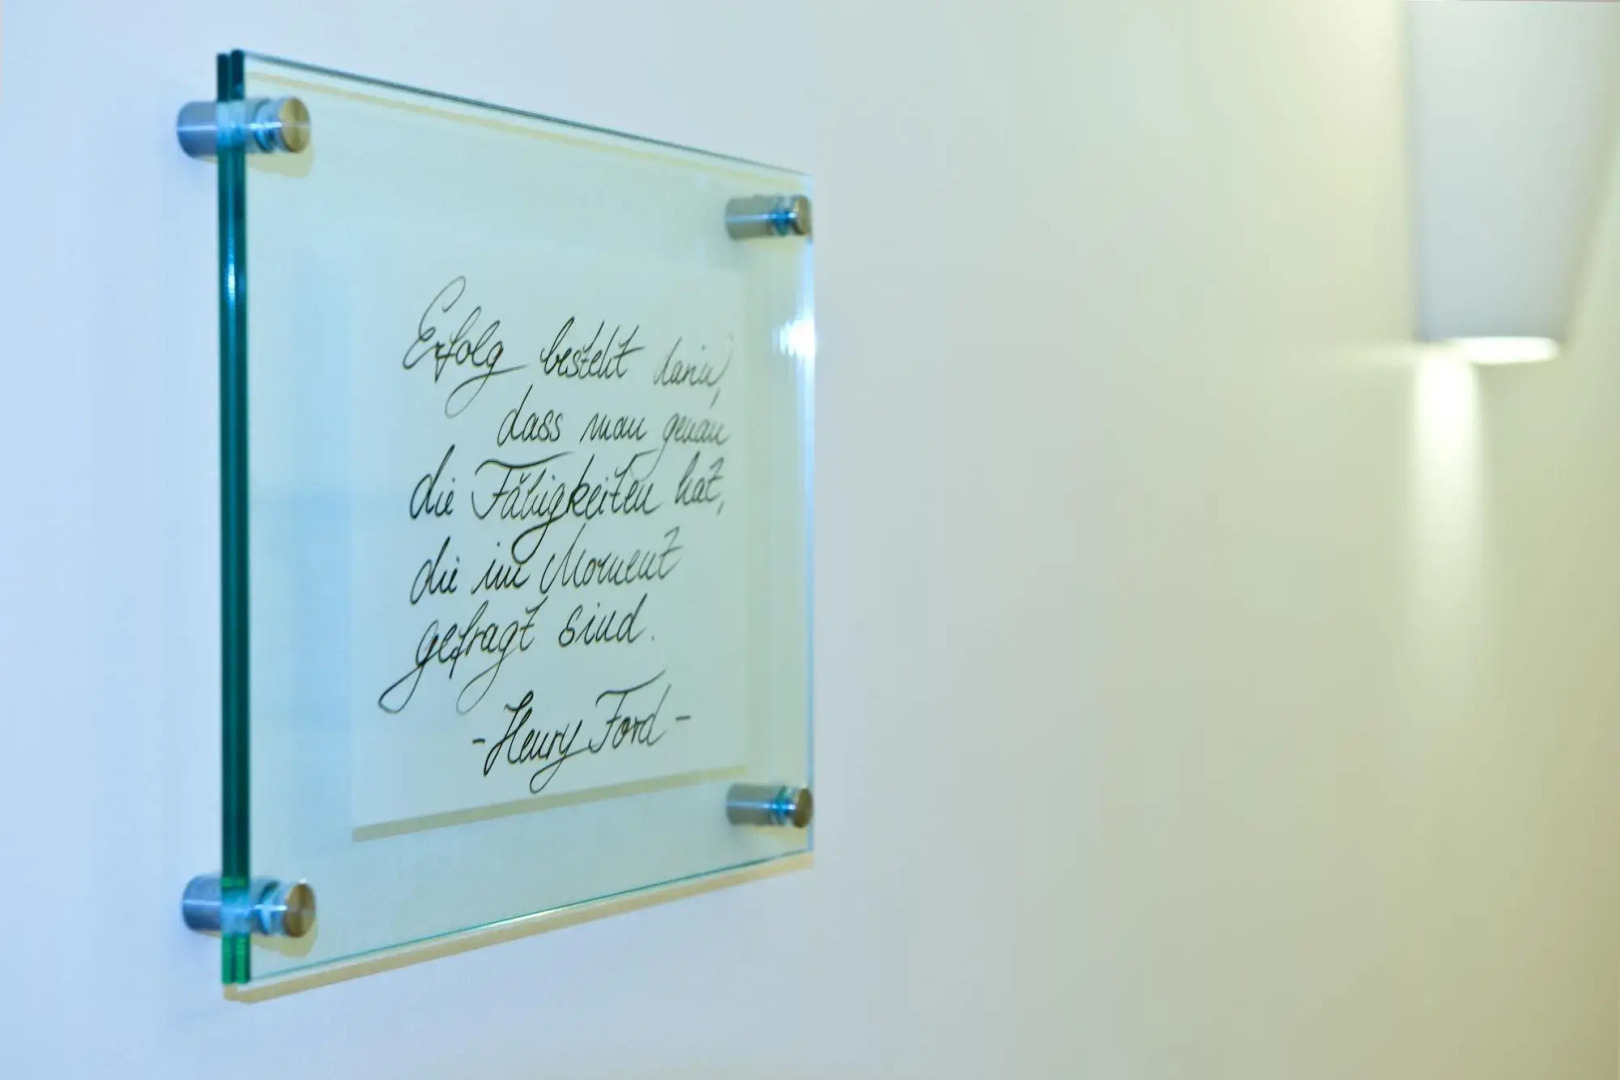 Erfolg besteht darin,
dass man genau
die Fähigkeiten hat,
die im Moment
gefragt sind.
- Henry Ford -